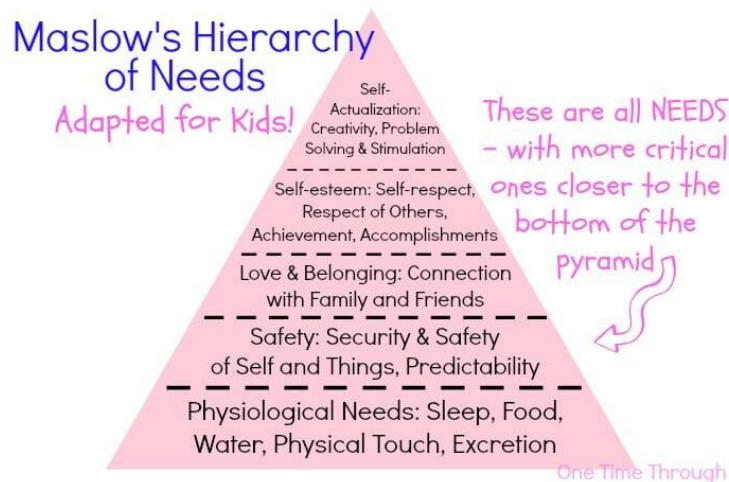 Maslow's Hierarchy
of Needs
Adapted for Kids!
Self-
Actualization:
Creativity, Problem
Solving & Stimulation
Self-esteem: Self-respect,
Respect of Others,
Achievement, Accomplishments
Love & Belonging: Connection
with Family and Friends
Safety: Security & Safety
of Self and Things, Predictability
Physiological Needs: Sleep, Food,
Water, Physical Touch, Excretion
These are all NEEDS
- with more critical
ones closer to the
bottom of the
pyramid
One Time Through